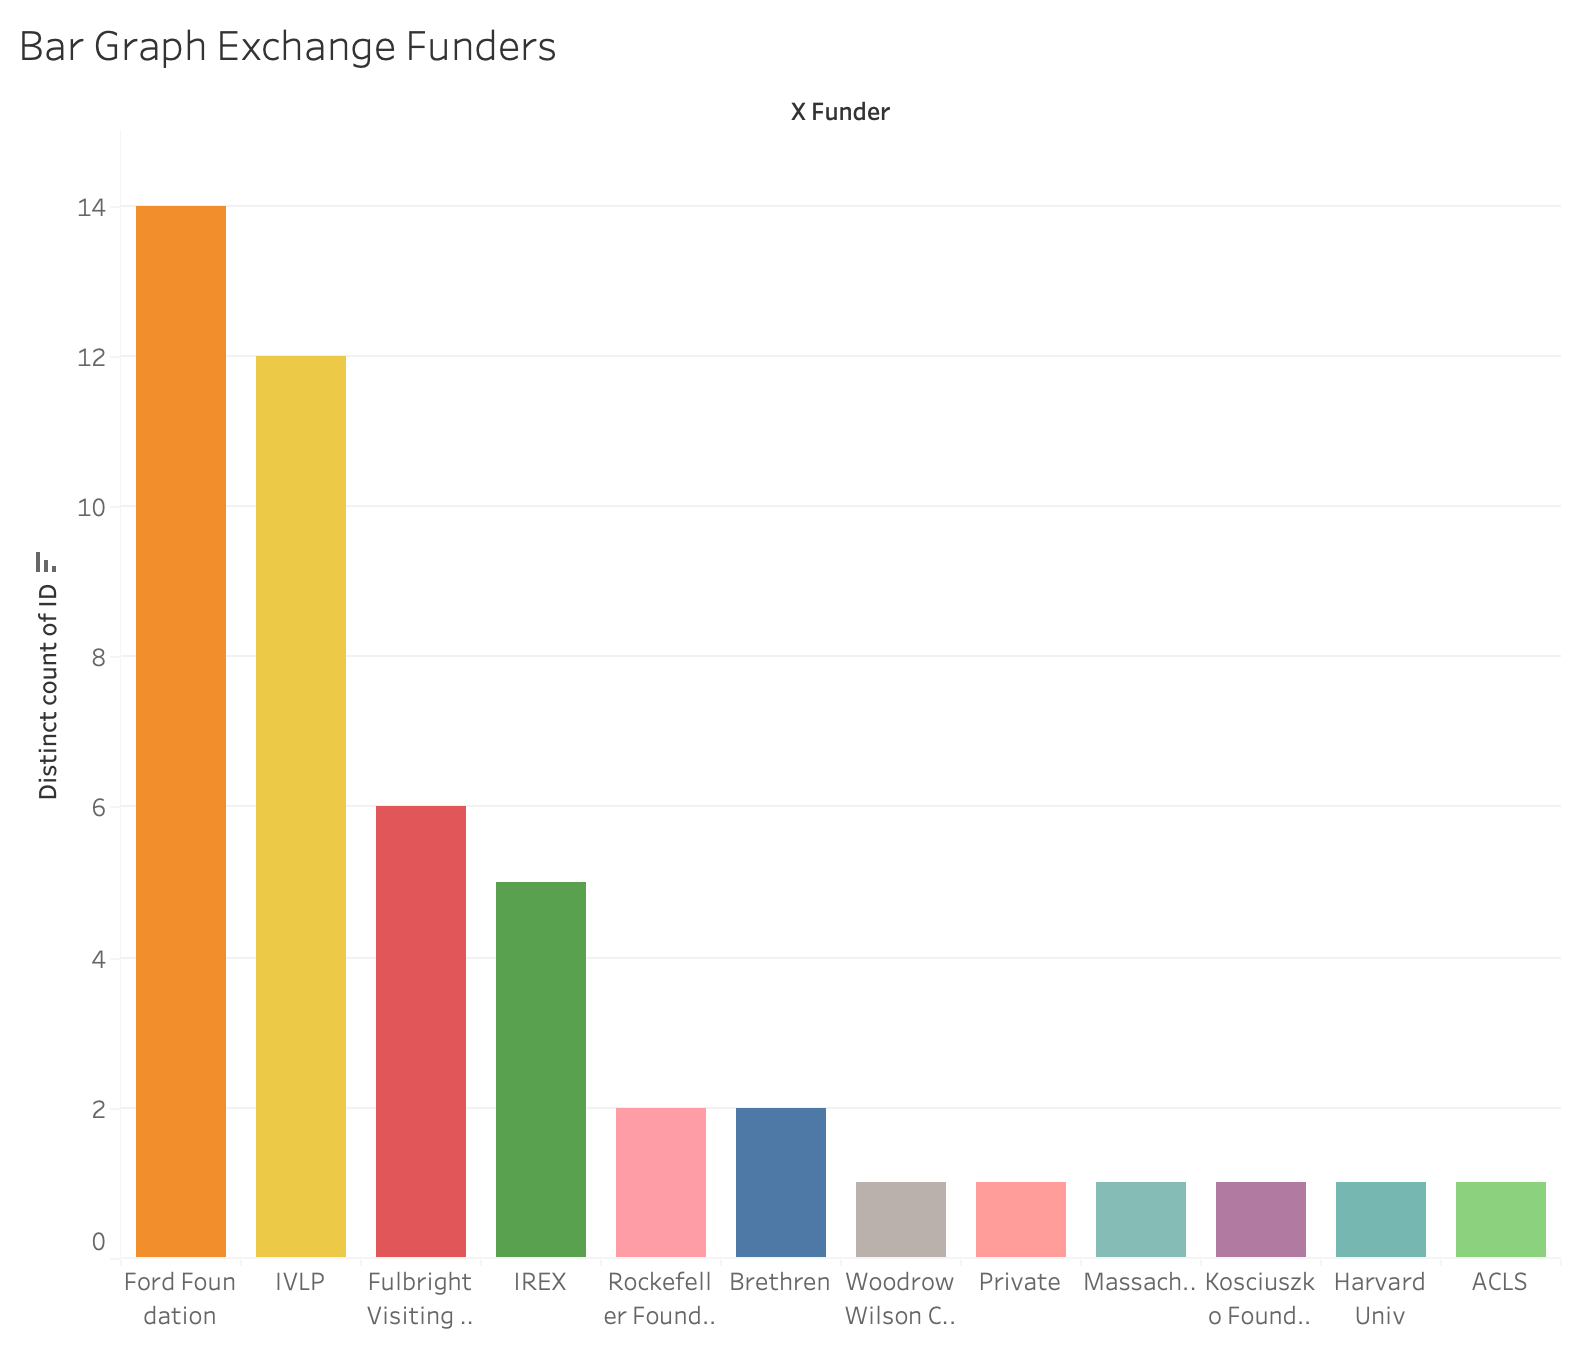 Bar Graph Exchange Funders
X Funder
Distinct count of ID
14
12
10
8
6
4
2
0
Ford Foun
dation
IVLP
Fulbright
Visiting ..
IREX
Rockefell
er Found..
Brethren
Woodrow
Wilson C..
Private
Massach..
Kosciuszk
o Found..
Harvard
Univ
ACLS